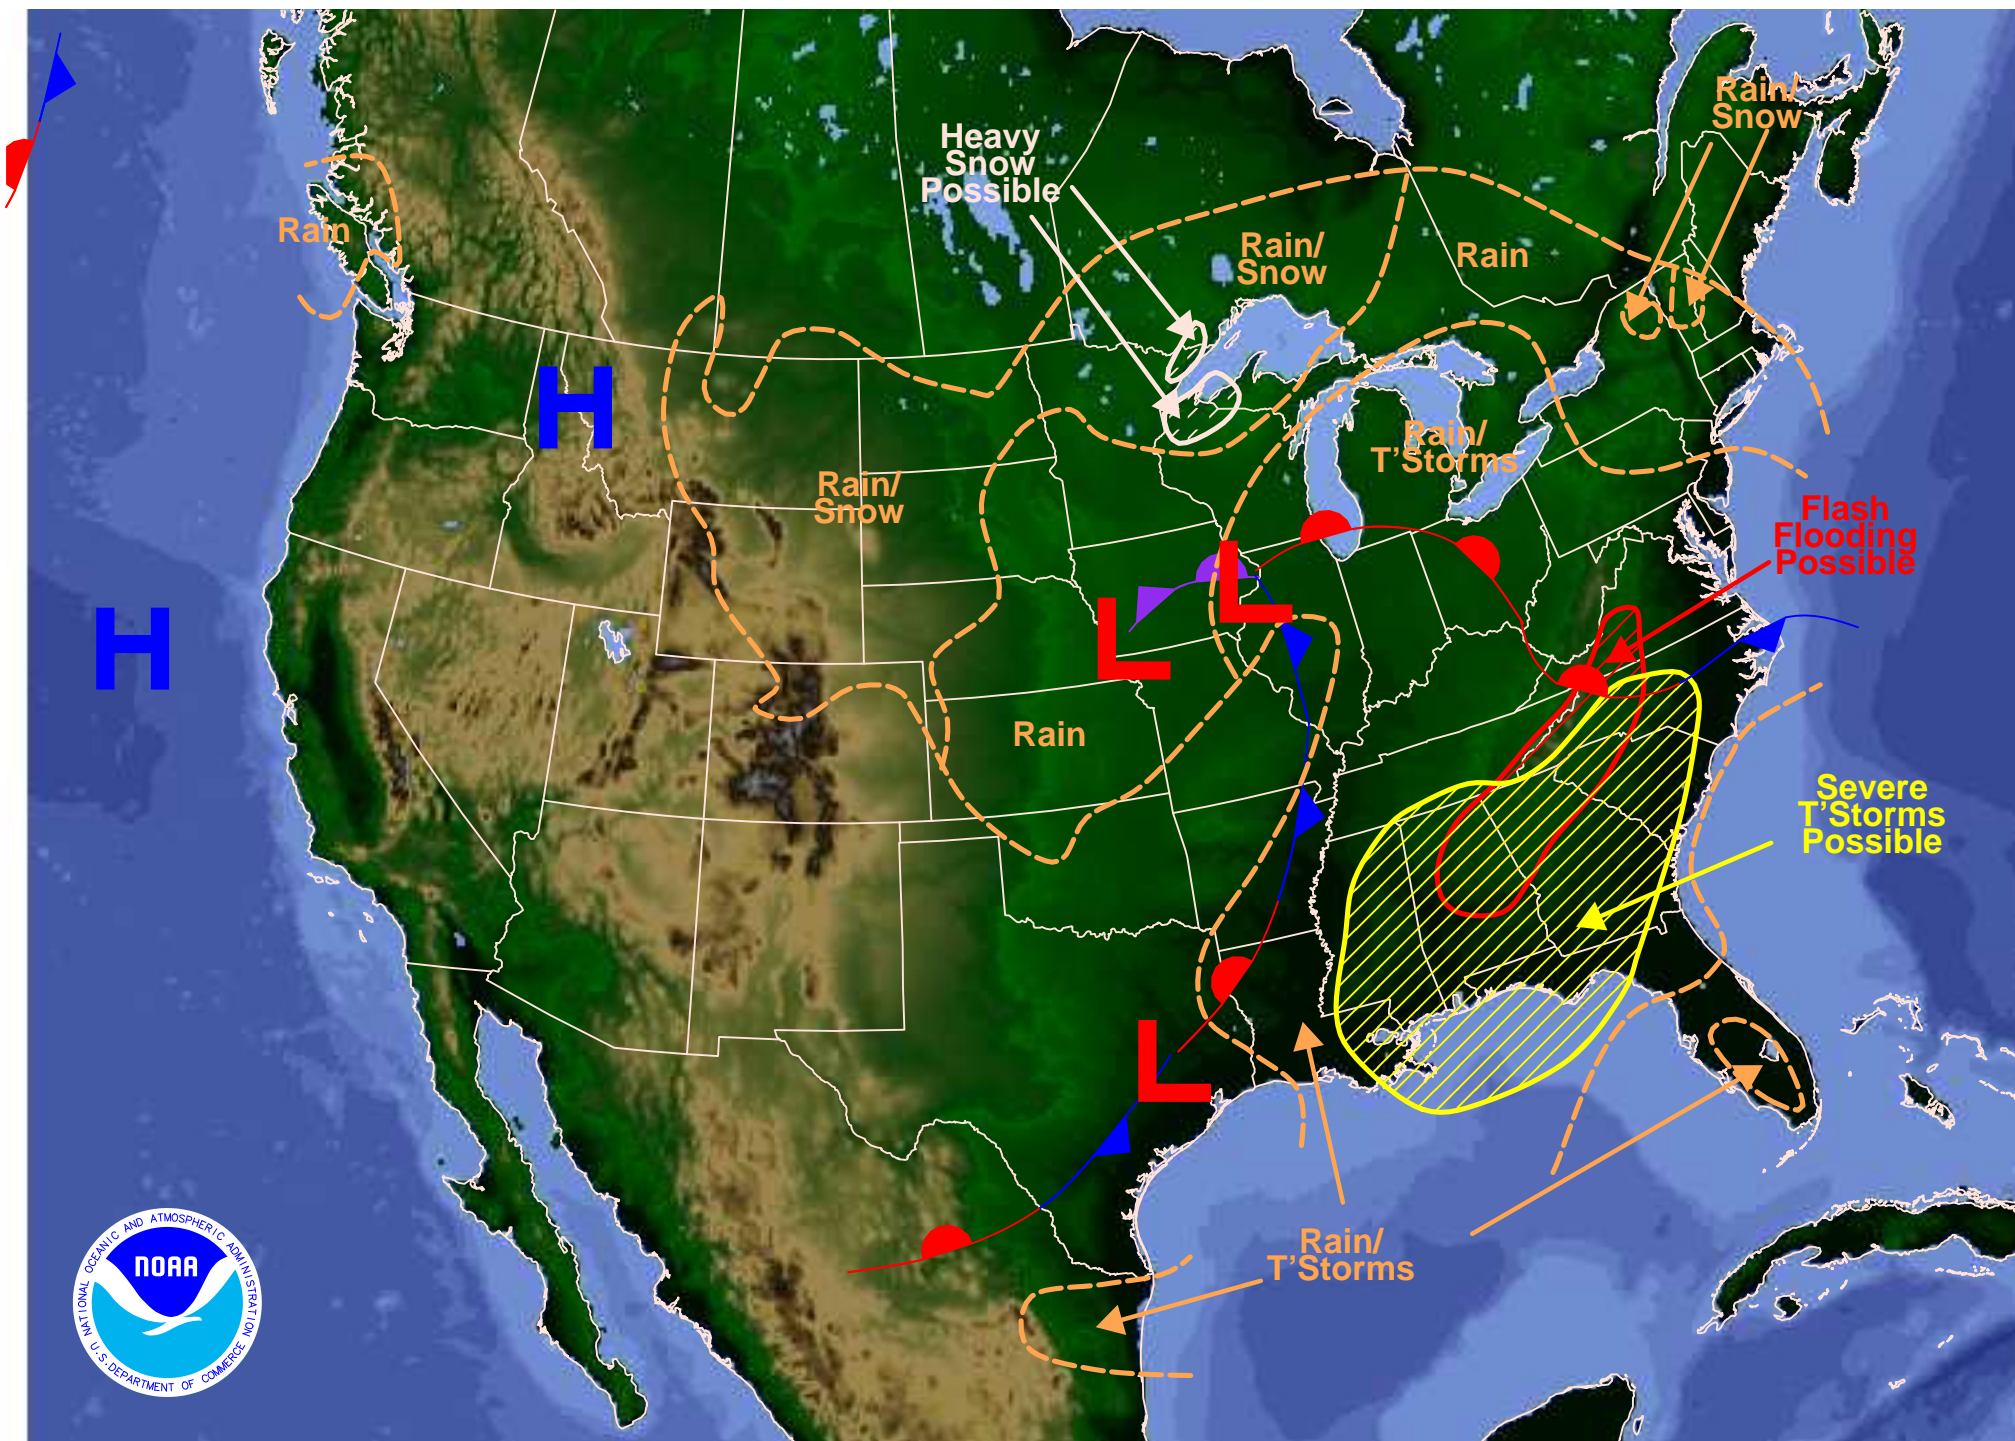 Rain/
Snow
Heavy
Snow
Possible
Rain
Rain/
Snow
Rain
H
Rain/
T'Storms
Rain/
Snow
Flash
Flooding
Possible
H
L
L
Rain
Severe
T'Storms
Possible
L
Rain/
T'Storms
NOAA
NATIONAL OCEANIC AND ATMOSPHERIC ADMINISTRATION
U.S. DEPARTMENT OF COMMERCE